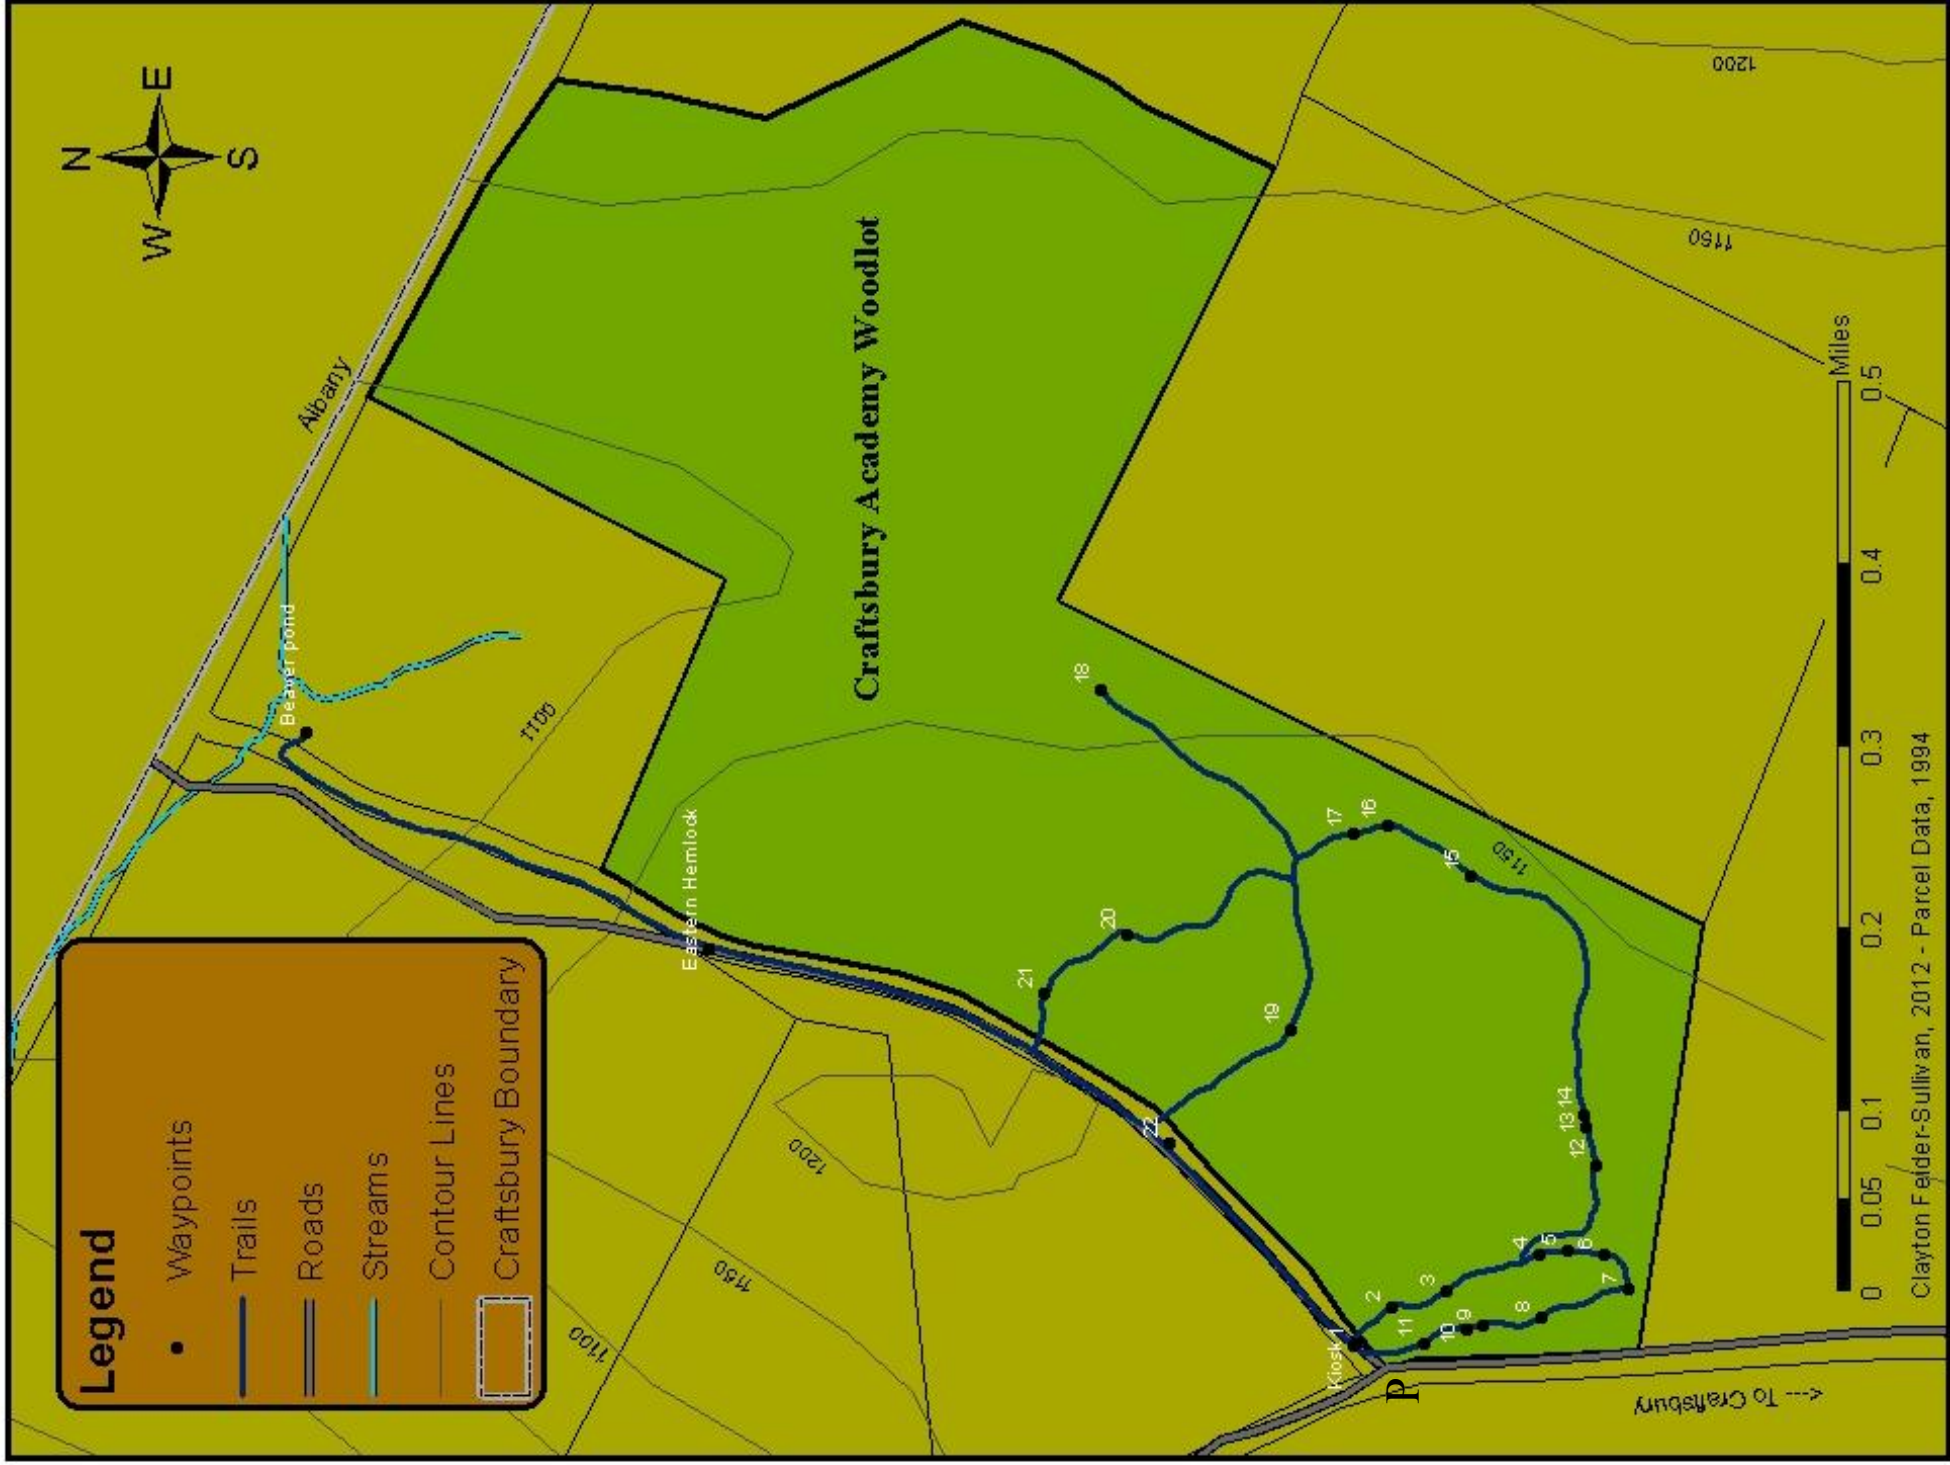 N
W E
S
Legend
Waypoints
Trails
Roads
Streams
Contour Lines
Craftsbury Boundary
Albany
Beaver pond
Eastern Hemlock
Craftsbury Academy Woodlot
1100
1100
1150
1200
1150
1150
1200
Kiosk
1
2
3
4
5
6
7
8
9
10
11
12
13
14
15
16
17
18
19
20
21
22
P
<--- To Craftsbury
0 0.05 0.1 0.2 0.3 0.4 0.5
Miles
Clayton Feider-Sullivan, 2012 - Parcel Data, 1994